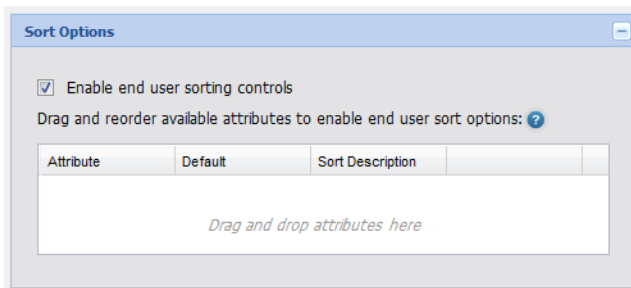 Sort Options
Enable end user sorting controls
Drag and reorder available attributes to enable end user sort options: ?
Attribute Default Sort Description
Drag and drop attributes here